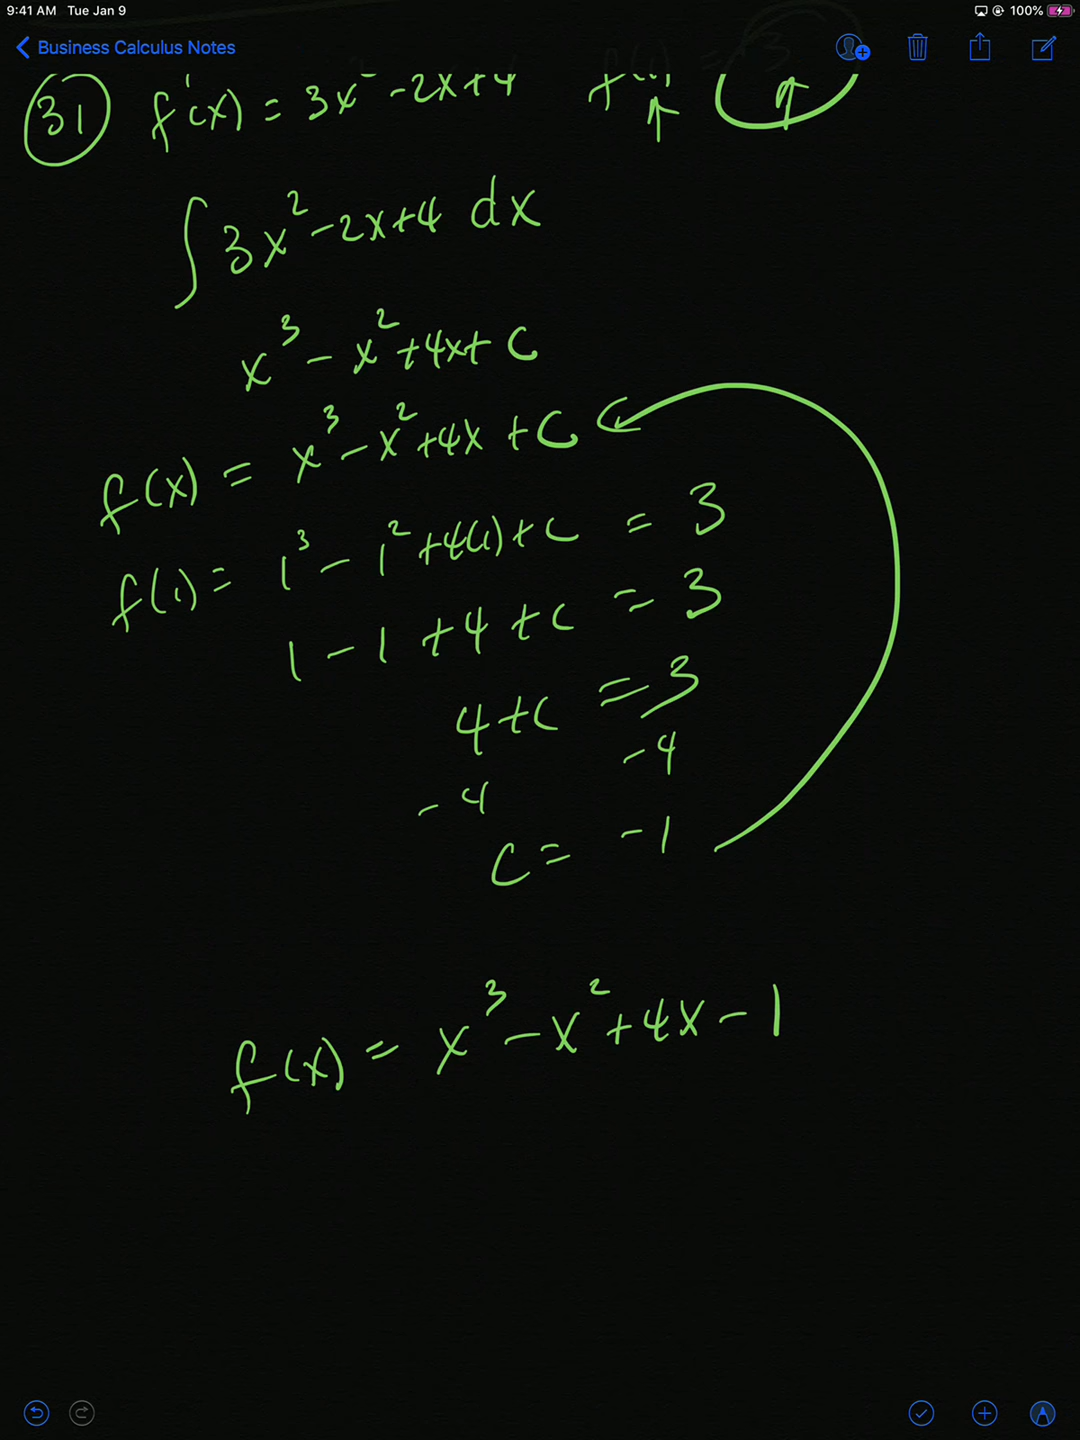 9:41 AM Tue Jan 9 100%
Business Calculus Notes
31 f'(x) = 3x² -2x+4
∫ 3x² -2x+4 dx
x³ - x² +4x+ C
f(x) = x³ - x² +4x + C
f(1) = 1³ - 1² +4(1) + C = 3
1 - 1 +4 + C = 3
4+C = 3
-4 -4
C = -1
f(x) = x³ - x² + 4x - 1